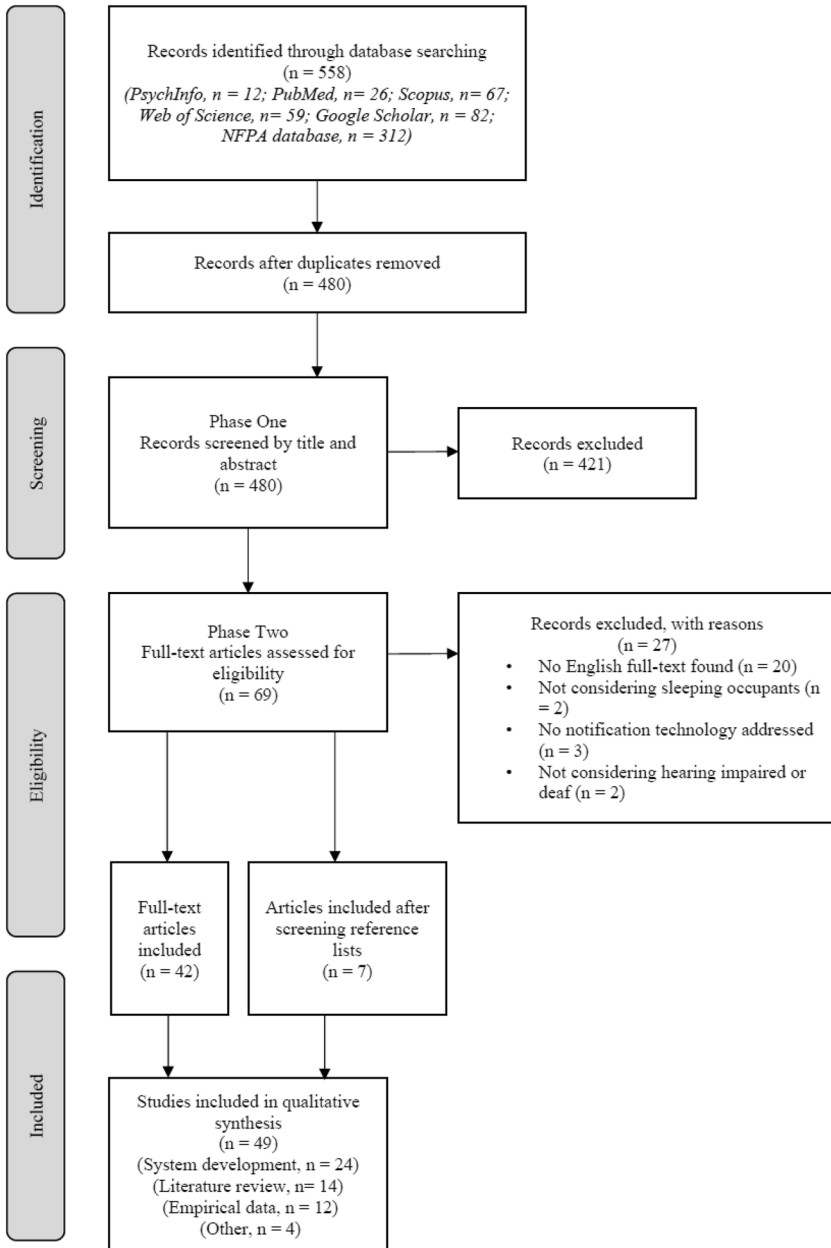 Identification
Records identified through database searching
(n = 558)
(PsychInfo, n = 12; PubMed, n= 26; Scopus, n= 67;
Web of Science, n= 59; Google Scholar, n = 82;
NFPA database, n = 312)
Records after duplicates removed
(n = 480)
Screening
Phase One
Records screened by title and
abstract
(n = 480)
Records excluded
(n = 421)
Eligibility
Phase Two
Full-text articles assessed for
eligibility
(n = 69)
Records excluded, with reasons
(n = 27)
• No English full-text found (n = 20)
• Not considering sleeping occupants (n
= 2)
• No notification technology addressed
(n = 3)
• Not considering hearing impaired or
deaf (n = 2)
Full-text
articles
included
(n = 42)
Articles included after
screening reference
lists
(n = 7)
Included
Studies included in qualitative
synthesis
(n = 49)
(System development, n = 24)
(Literature review, n= 14)
(Empirical data, n = 12)
(Other, n = 4)